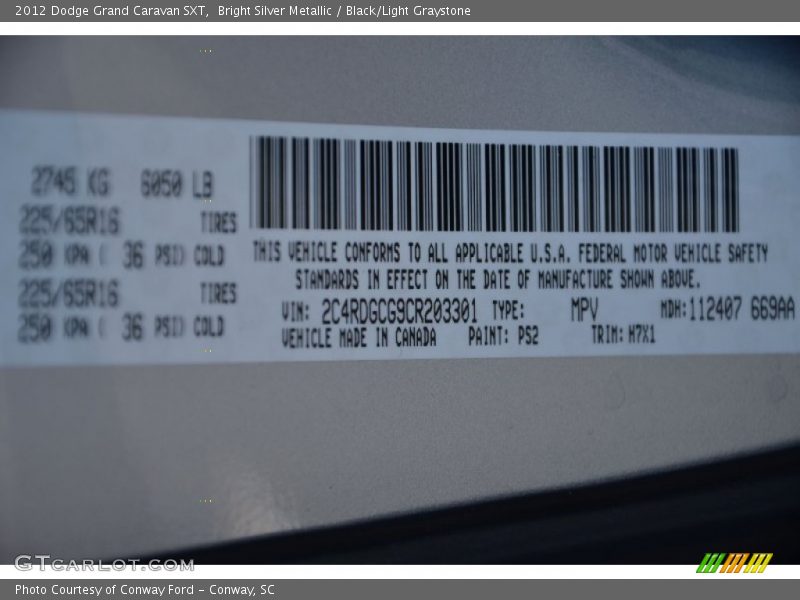 2012 Dodge Grand Caravan SXT,  Bright Silver Metallic / Black/Light Graystone
2745 KG 6050 LB
225/65R16 TIRES
250 KPA ( 36 PSI) COLD
225/65R16 TIRES
250 KPA ( 36 PSI) COLD
THIS VEHICLE CONFORMS TO ALL APPLICABLE U.S.A. FEDERAL MOTOR VEHICLE SAFETY
STANDARDS IN EFFECT ON THE DATE OF MANUFACTURE SHOWN ABOVE.
VIN: 2C4RDGCG9CR203301 TYPE: MPV MDH:112407 669AA
VEHICLE MADE IN CANADA PAINT: PS2 TRIM: H7X1
GTCARLOT.COM
Photo Courtesy of Conway Ford - Conway, SC